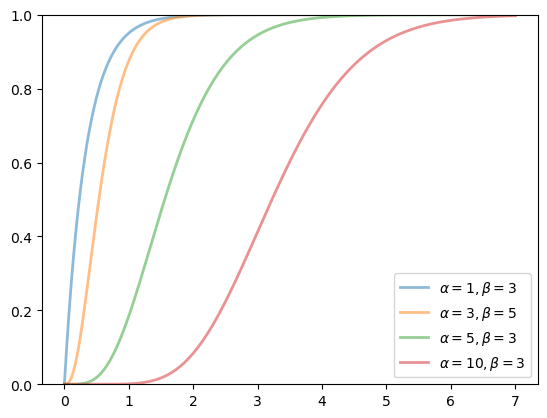 1.0
0.8
0.6
0.4
0.2
0.0
0 1 2 3 4 5 6 7
α = 1, β = 3
α = 3, β = 5
α = 5, β = 3
α = 10, β = 3